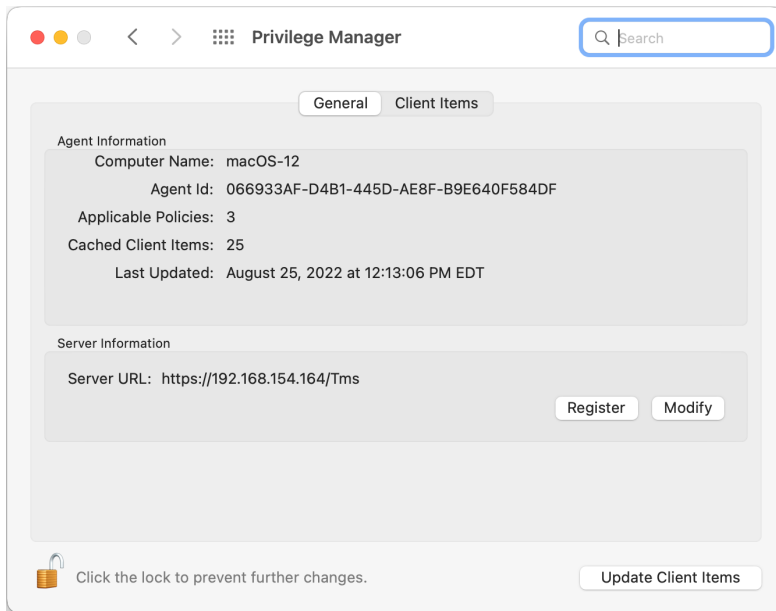 Privilege Manager
Search
General Client Items
Agent Information
Computer Name: macOS-12
Agent Id: 066933AF-D4B1-445D-AE8F-B9E640F584DF
Applicable Policies: 3
Cached Client Items: 25
Last Updated: August 25, 2022 at 12:13:06 PM EDT
Server Information
Server URL: https://192.168.154.164/Tms
Register Modify
Click the lock to prevent further changes.
Update Client Items